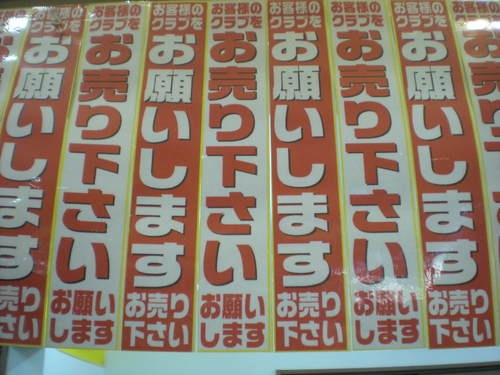 お客様の
クラブを
お願いします
売り
さい
お客様の
クラブを
お売り下さい
お願い
します
お客様の
クラブを
お願いします
お売り
下さい
お客様の
クラブを
お売り下さい
お願い
します
お客様の
クラブを
お願いします
お売り
下さい
お客様の
クラブを
お売り下さい
お願い
します
お客様の
クラブを
お願いします
お売り
下さい